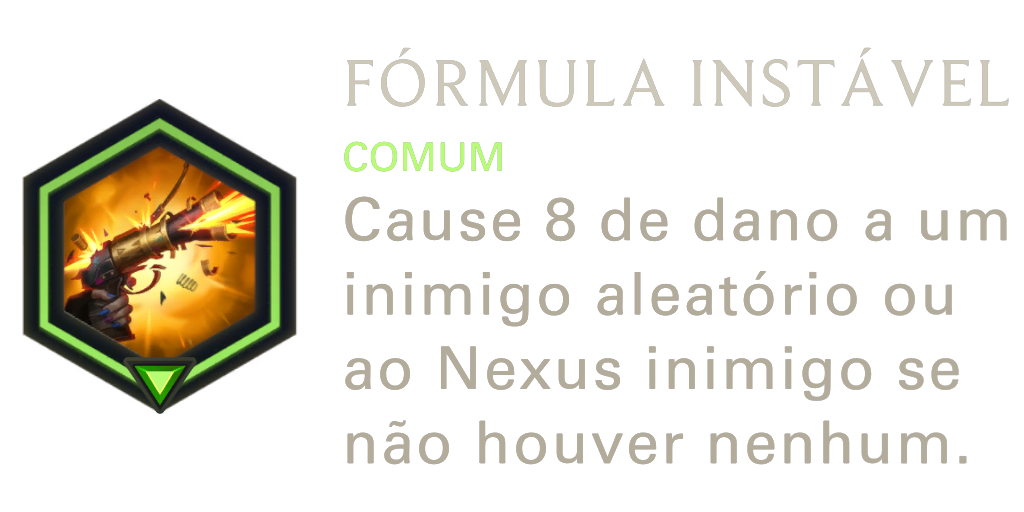 FÓRMULA INSTÁVEL
COMUM
Cause 8 de dano a um
inimigo aleatório ou
ao Nexus inimigo se
não houver nenhum.